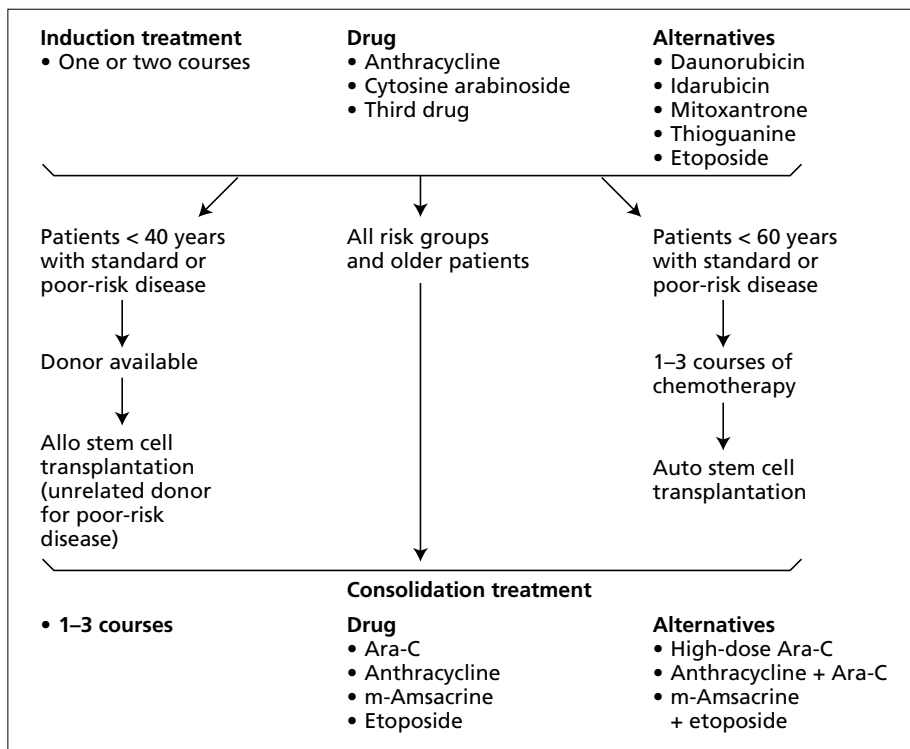 Induction treatment
• One or two courses
Drug
• Anthracycline
• Cytosine arabinoside
• Third drug
Alternatives
• Daunorubicin
• Idarubicin
• Mitoxantrone
• Thioguanine
• Etoposide
Patients < 40 years
with standard or
poor-risk disease
Donor available
Allo stem cell
transplantation
(unrelated donor
for poor-risk
disease)
All risk groups
and older patients
Patients < 60 years
with standard or
poor-risk disease
1–3 courses of
chemotherapy
Auto stem cell
transplantation
Consolidation treatment
• 1–3 courses
Drug
• Ara-C
• Anthracycline
• m-Amsacrine
• Etoposide
Alternatives
• High-dose Ara-C
• Anthracycline + Ara-C
• m-Amsacrine
+ etoposide